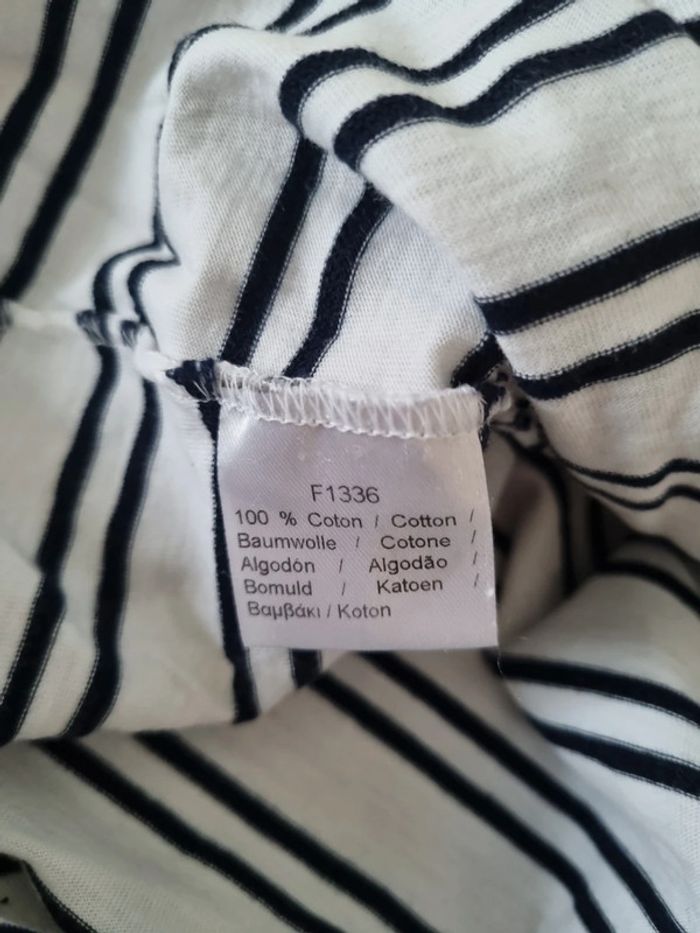 F1336
100 % Coton / Cotton /
Baumwolle / Cotone /
Algodón / Algodão /
Bomuld / Katoen /
Βαμβάκι / Koton